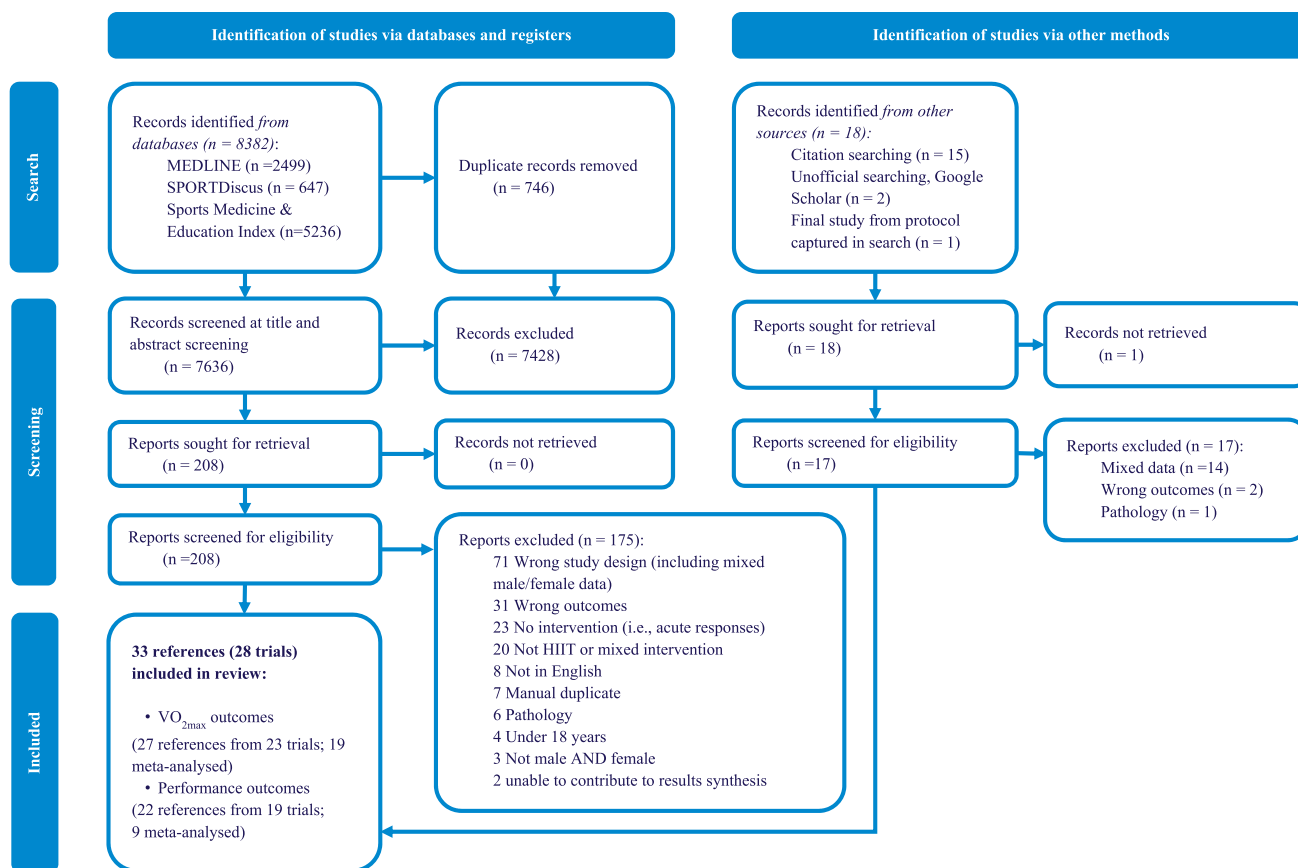 Identification of studies via databases and registers
Identification of studies via other methods
Search
Records identified from
databases (n = 8382):
MEDLINE (n =2499)
SPORTDiscus (n = 647)
Sports Medicine &
Education Index (n=5236)
Duplicate records removed
(n = 746)
Records identified from other
sources (n = 18):
Citation searching (n = 15)
Unofficial searching, Google
Scholar (n = 2)
Final study from protocol
captured in search (n = 1)
Screening
Records screened at title and
abstract screening
(n = 7636)
Records excluded
(n = 7428)
Reports sought for retrieval
(n = 18)
Records not retrieved
(n = 1)
Reports sought for retrieval
(n = 208)
Records not retrieved
(n = 0)
Reports screened for eligibility
(n =17)
Reports excluded (n = 17):
Mixed data (n =14)
Wrong outcomes (n = 2)
Pathology (n = 1)
Reports screened for eligibility
(n =208)
Reports excluded (n = 175):
71 Wrong study design (including mixed
male/female data)
31 Wrong outcomes
23 No intervention (i.e., acute responses)
20 Not HIIT or mixed intervention
8 Not in English
7 Manual duplicate
6 Pathology
4 Under 18 years
3 Not male AND female
2 unable to contribute to results synthesis
Included
33 references (28 trials)
included in review:
• VO2max outcomes
(27 references from 23 trials; 19
meta-analysed)
• Performance outcomes
(22 references from 19 trials;
9 meta-analysed)